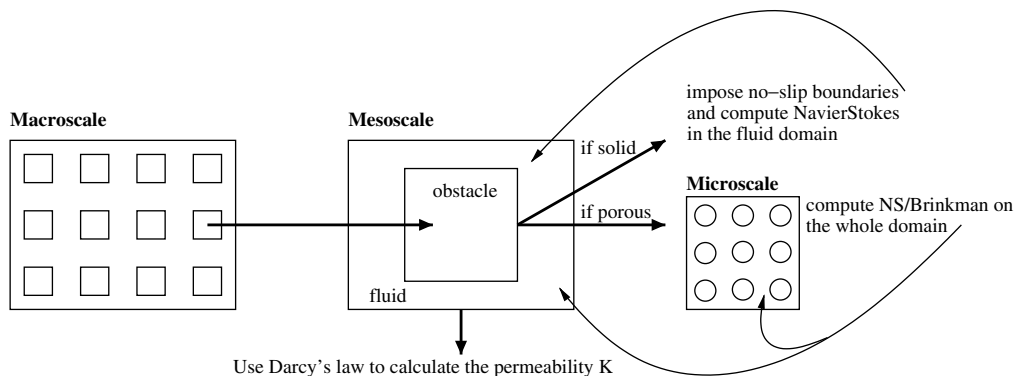 Macroscale
Mesoscale
obstacle
fluid
if solid
if porous
impose no−slip boundaries
and compute NavierStokes
in the fluid domain
Microscale
compute NS/Brinkman on
the whole domain
Use Darcy's law to calculate the permeability K